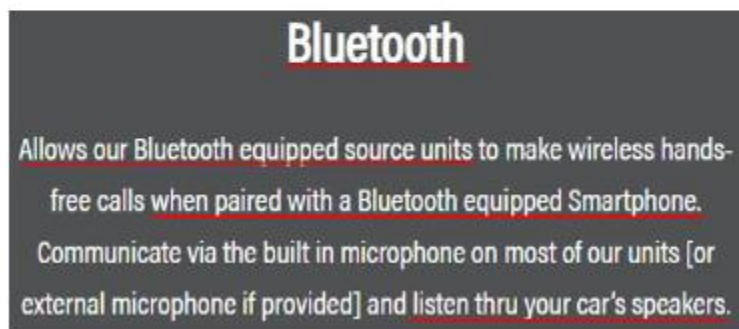 Bluetooth
Allows our Bluetooth equipped source units to make wireless hands-
free calls when paired with a Bluetooth equipped Smartphone.
Communicate via the built in microphone on most of our units [or
external microphone if provided] and listen thru your car's speakers.